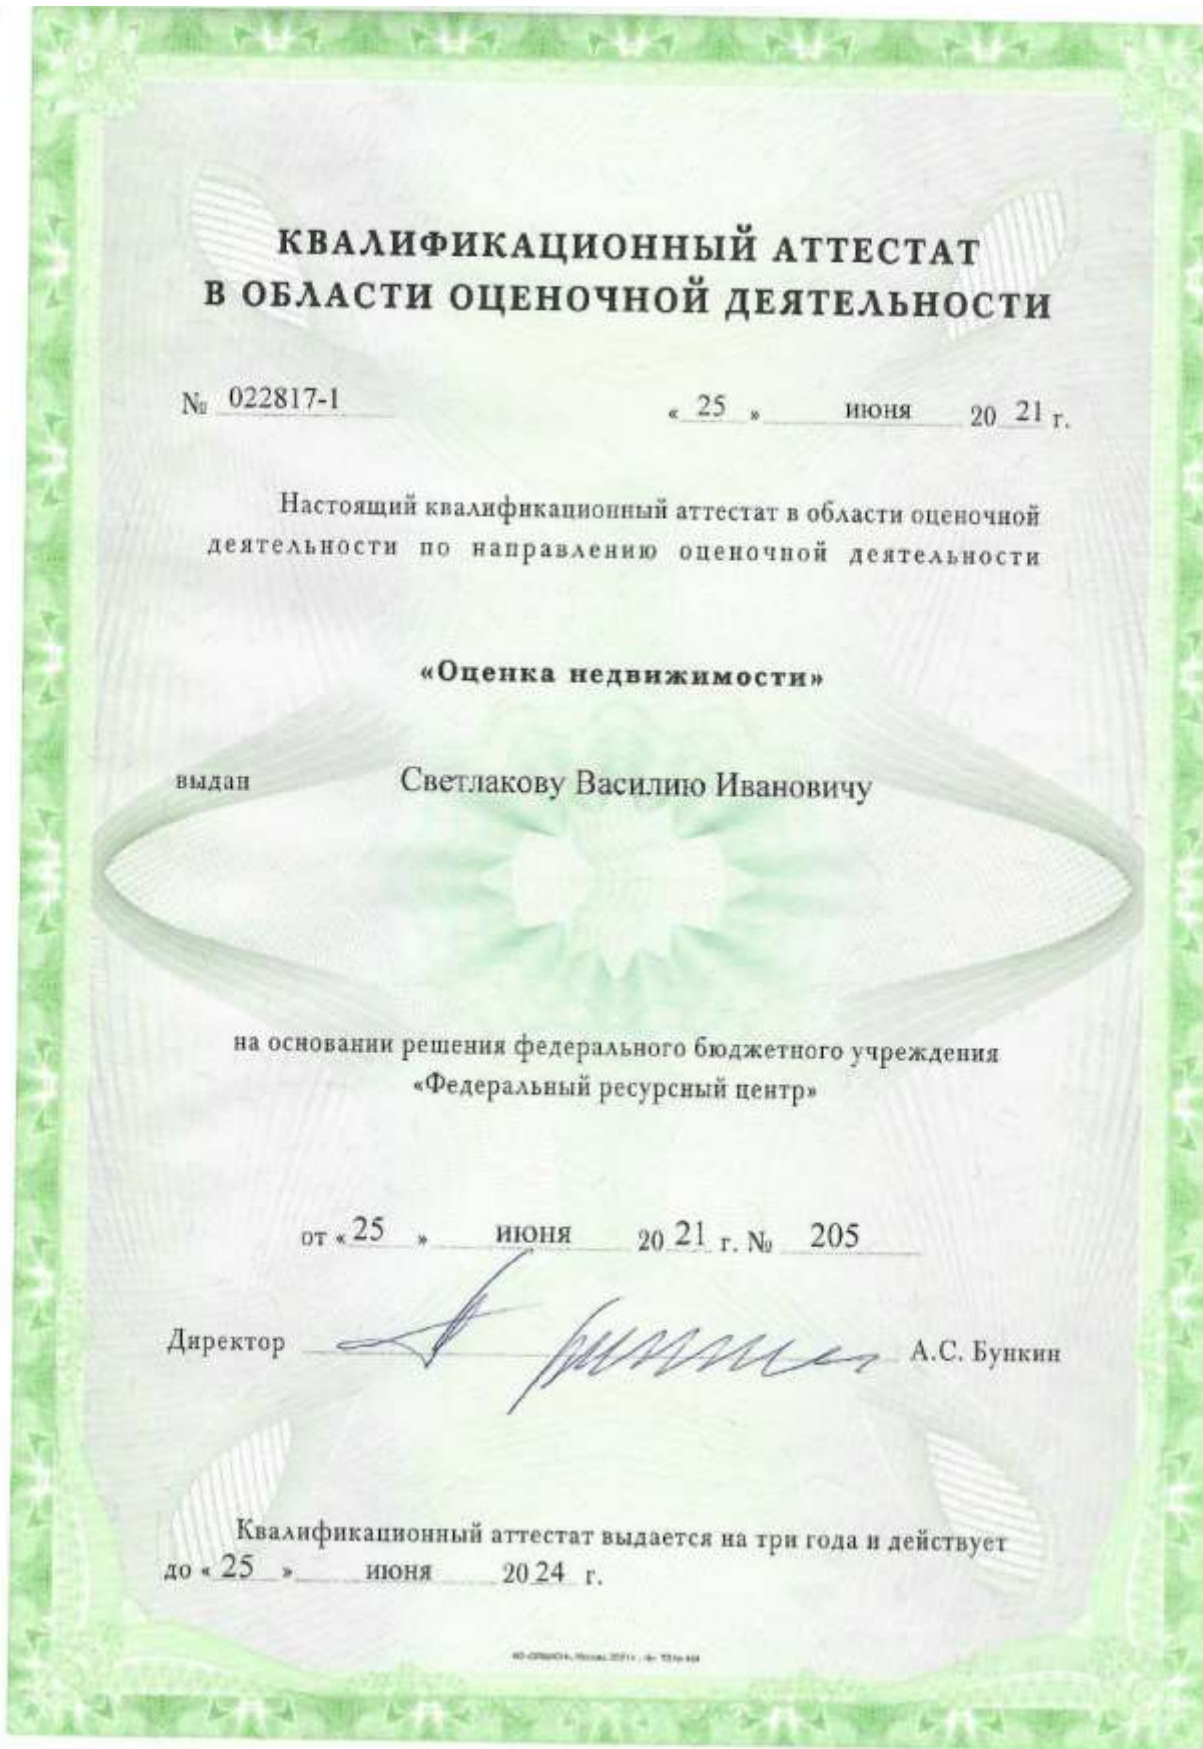 КВАЛИФИКАЦИОННЫЙ АТТЕСТАТ
В ОБЛАСТИ ОЦЕНОЧНОЙ ДЕЯТЕЛЬНОСТИ
№ 022817-1 « 25 » июня 20 21 г.
Настоящий квалификационный аттестат в области оценочной
деятельности по направлению оценочной деятельности
«Оценка недвижимости»
выдан Светлакову Василию Ивановичу
на основании решения федерального бюджетного учреждения
«Федеральный ресурсный центр»
от « 25 » июня 20 21 г. № 205
Директор А.С. Бункин
Квалификационный аттестат выдается на три года и действует
до « 25 » июня 20 24 г.